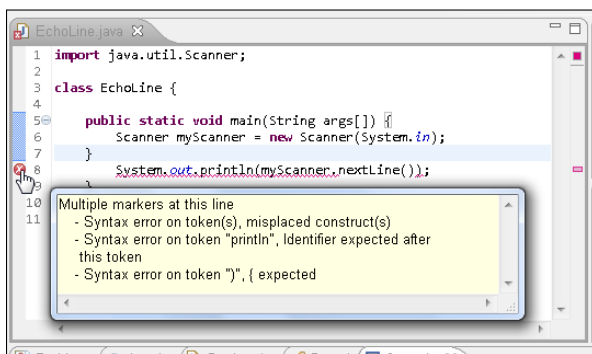 EchoLine.java
1 import java.util.Scanner;
2
3 class EchoLine {
4
5 public static void main(String args[]) {
6 Scanner myScanner = new Scanner(System.in);
7 }
8 System.out.println(myScanner.nextLine());
9 }
10
11
Multiple markers at this line
- Syntax error on token(s), misplaced construct(s)
- Syntax error on token "println", Identifier expected after
this token
- Syntax error on token ")", { expected